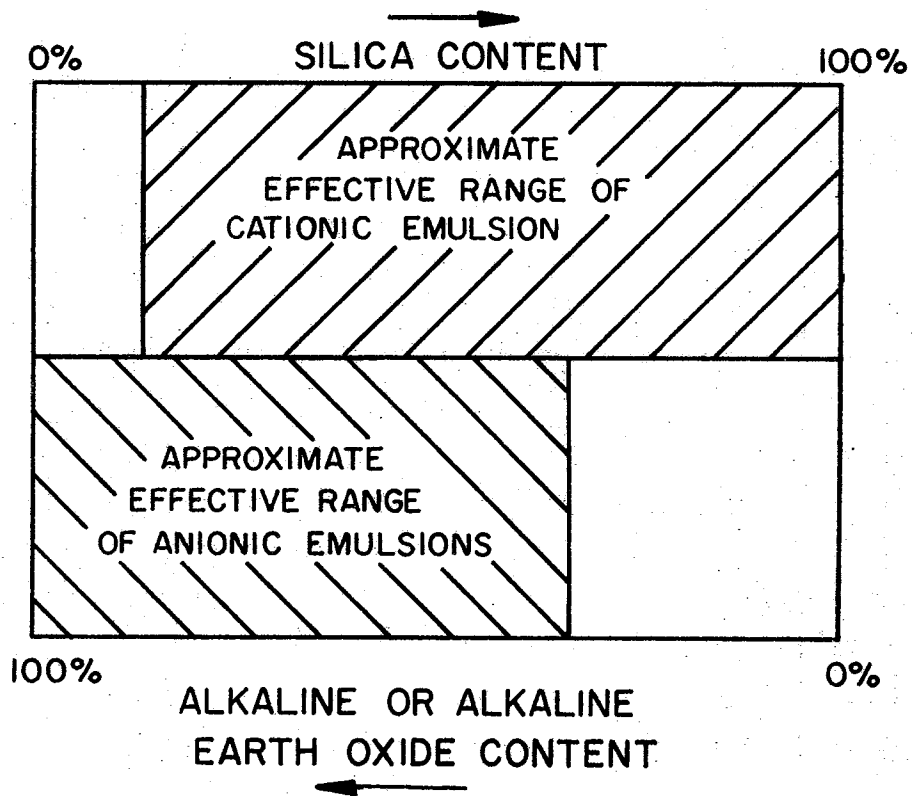 SILICA CONTENT
0%
100%
APPROXIMATE
EFFECTIVE RANGE OF
CATIONIC EMULSION
APPROXIMATE
EFFECTIVE RANGE
OF ANIONIC EMULSIONS
100%
0%
ALKALINE OR ALKALINE
EARTH OXIDE CONTENT